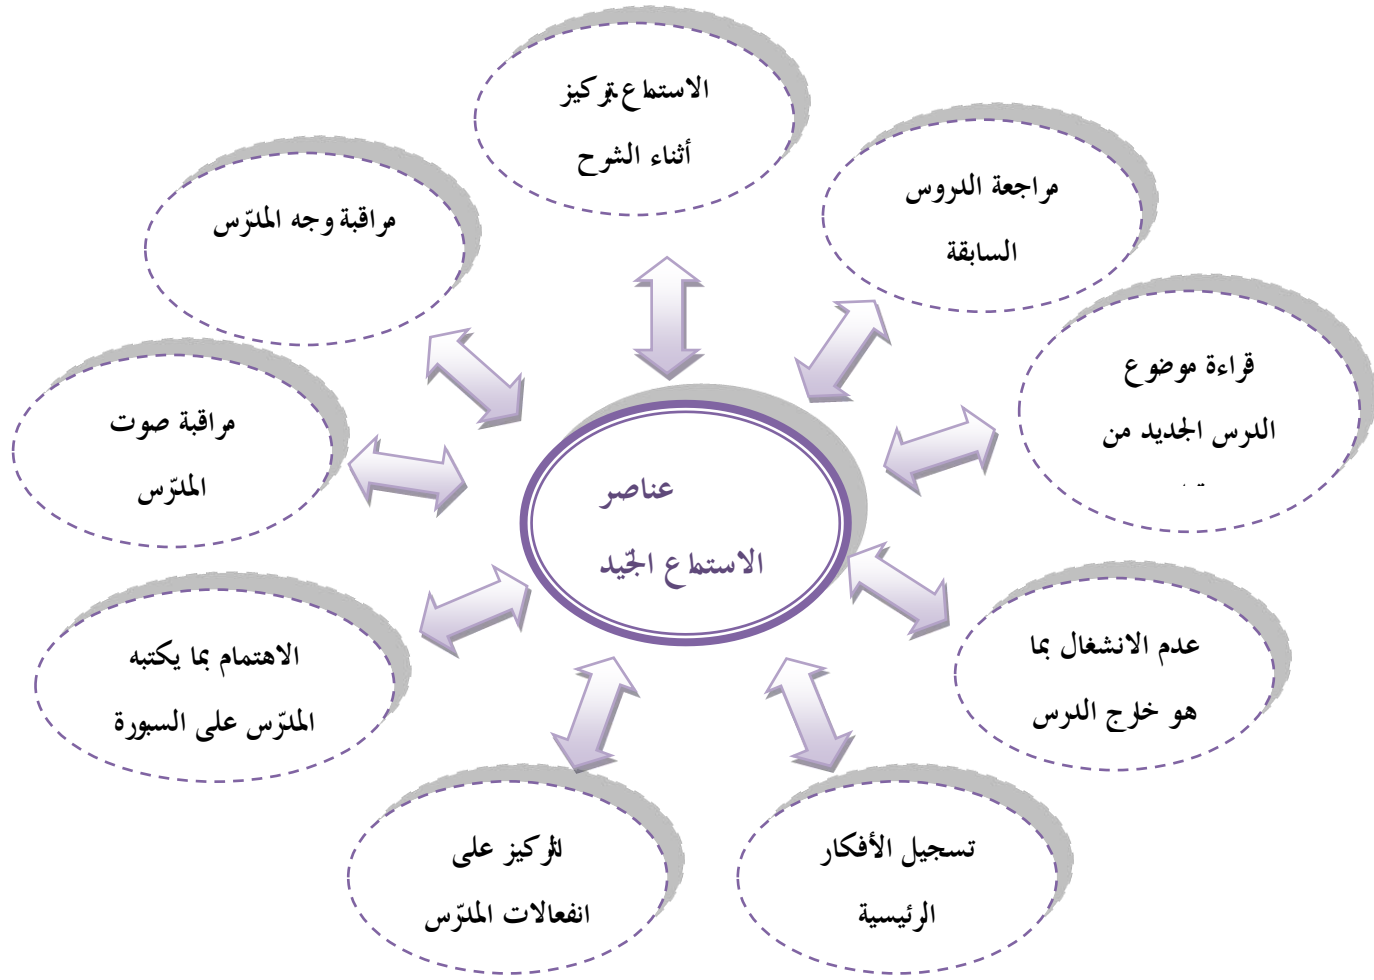 عناصر
الاستماع الجّيد
الاستماع بتركيز
أثناء الشرح
مراجعة الدروس
السابقة
قراءة موضوع
الدرس الجديد من
عدم الانشغال بما
هو خارج الدرس
تسجيل الأفكار
الرئيسية
التركيز على
انفعالات المدرّس
الاهتمام بما يكتبه
المدرّس على السبورة
مراقبة صوت
المدرّس
مراقبة وجه المدرّس